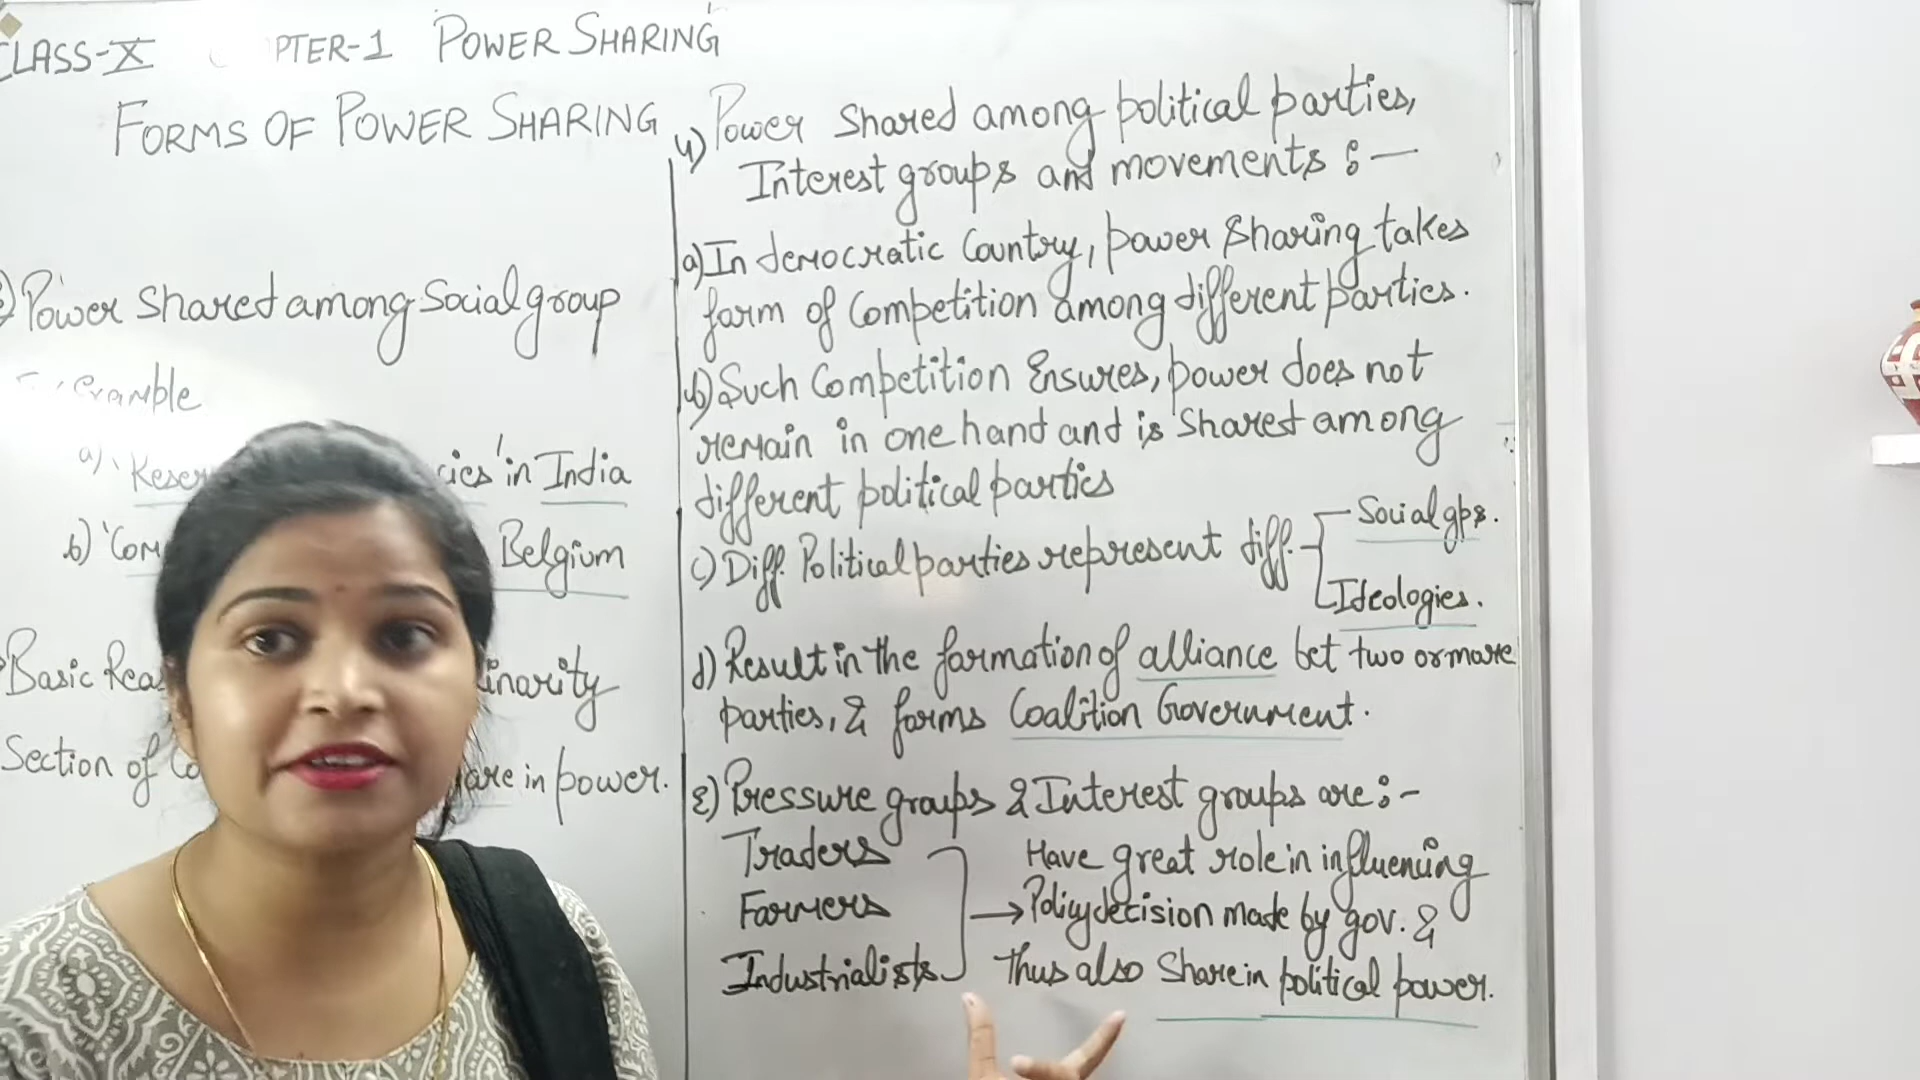 CLASS-X PTER-1 POWER SHARING
FORMS OF POWER SHARING
Power Shared among Social group
a)
in India
b)
Belgium
Basic
inority
Section of
are in power.
4) Power Shared among political parties,
Interest groups and movements :-
a) In democratic Country, power Sharing takes
form of Competition among different parties.
b) Such Competition Ensures, power does not
remain in one hand and is Shared among
different political parties
c) Diff. Political parties represent diff.
Social gps.
Ideologies.
d) Result in the formation of alliance bet two or more
parties, & forms Coalition Government.
E) Pressure groups & Interest groups are :-
Traders
Farmers
Industrialists
Have great role in influencing
→ Policy decision made by gov. &
thus also Share in political power.